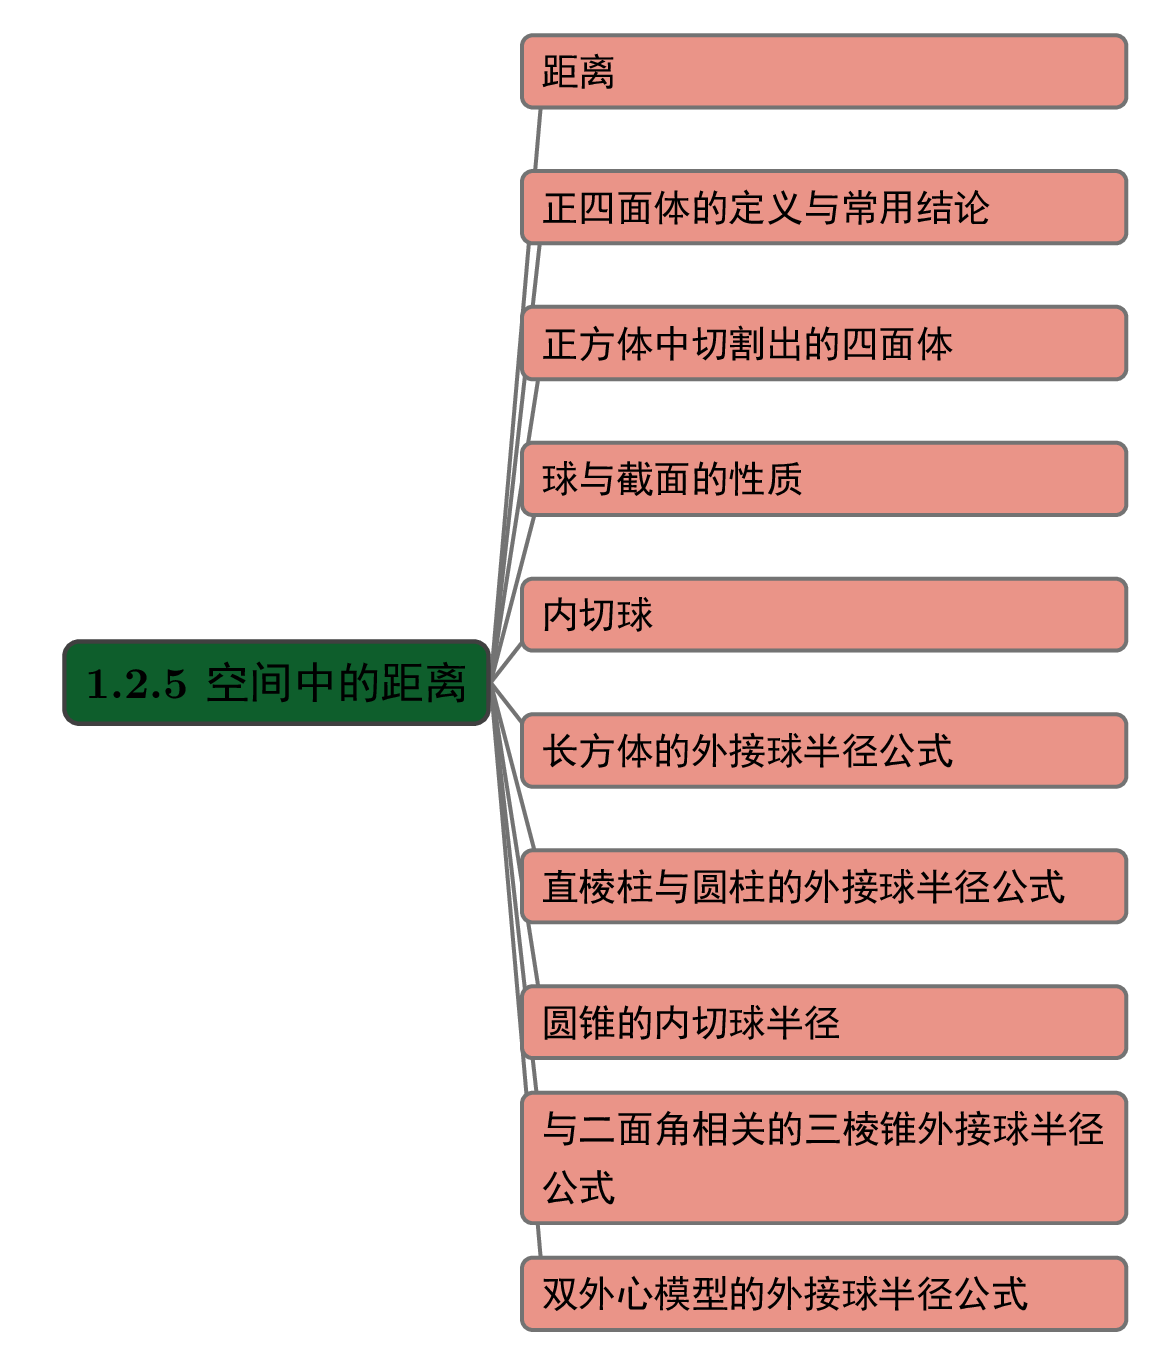 距离
正四面体的定义与常用结论
正方体中切割出的四面体
球与截面的性质
内切球
1.2.5 空间中的距离
长方体的外接球半径公式
直棱柱与圆柱的外接球半径公式
圆锥的内切球半径
与二面角相关的三棱锥外接球半径
公式
双外心模型的外接球半径公式